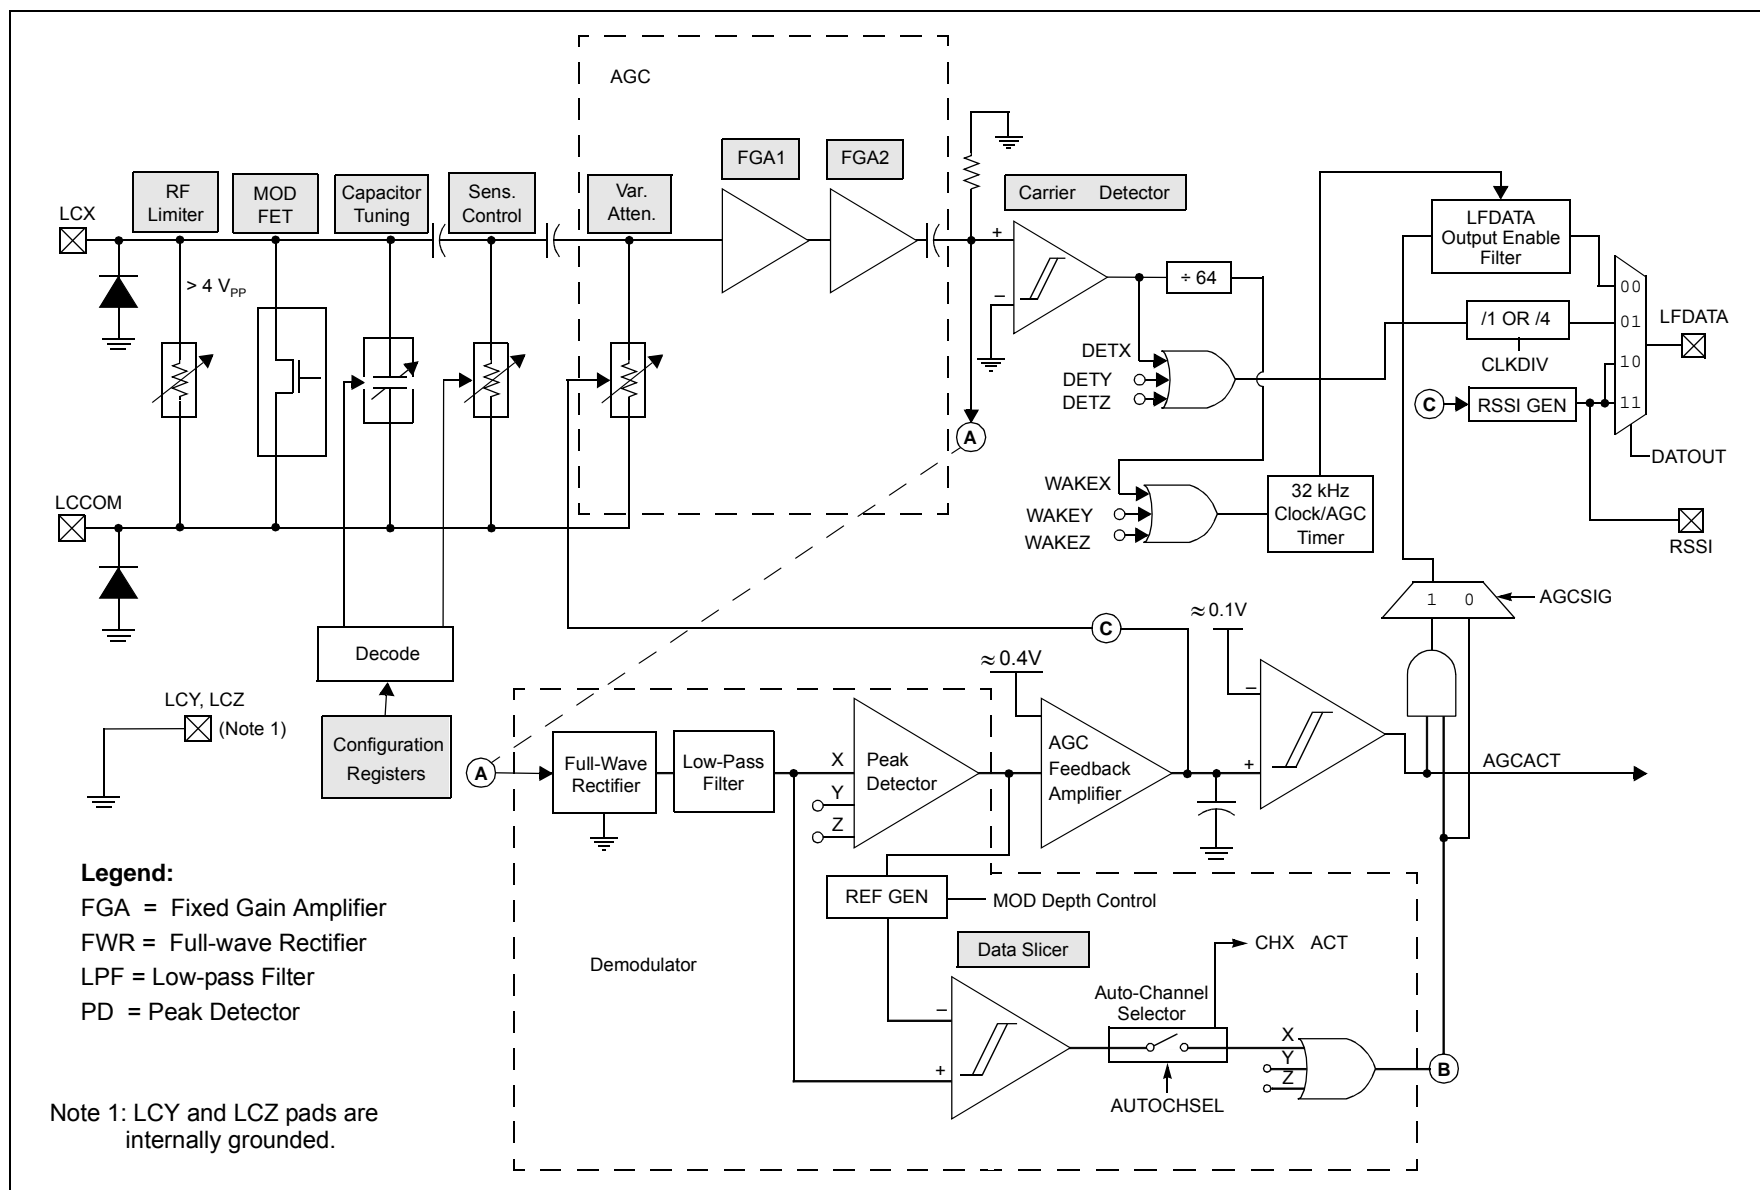 AGC
FGA1
FGA2
RF
Limiter
MOD
FET
Capacitor
Tuning
Sens.
Control
Var.
Atten.
Carrier Detector
LCX
> 4 VPP
+
–
÷ 64
LFDATA
Output Enable
Filter
00
01
10
11
LFDATA
/1 OR /4
CLKDIV
DETX
DETY
DETZ
C
RSSI GEN
A
DATOUT
LCCOM
WAKEX
WAKEY
WAKEZ
32 kHz
Clock/AGC
Timer
RSSI
1 0
AGCSIG
≈ 0.1V
C
Decode
≈ 0.4V
LCY, LCZ
(Note 1)
Configuration
Registers
A
Full-Wave
Rectifier
Low-Pass
Filter
X
Y
Z
Peak
Detector
AGC
Feedback
Amplifier
–
+
AGCACT
Legend:
FGA = Fixed Gain Amplifier
FWR = Full-wave Rectifier
LPF = Low-pass Filter
PD = Peak Detector
REF GEN
MOD Depth Control
Data Slicer
CHX ACT
Demodulator
Auto-Channel
Selector
–
+
X
Y
Z
B
AUTOCHSEL
Note 1: LCY and LCZ pads are
internally grounded.